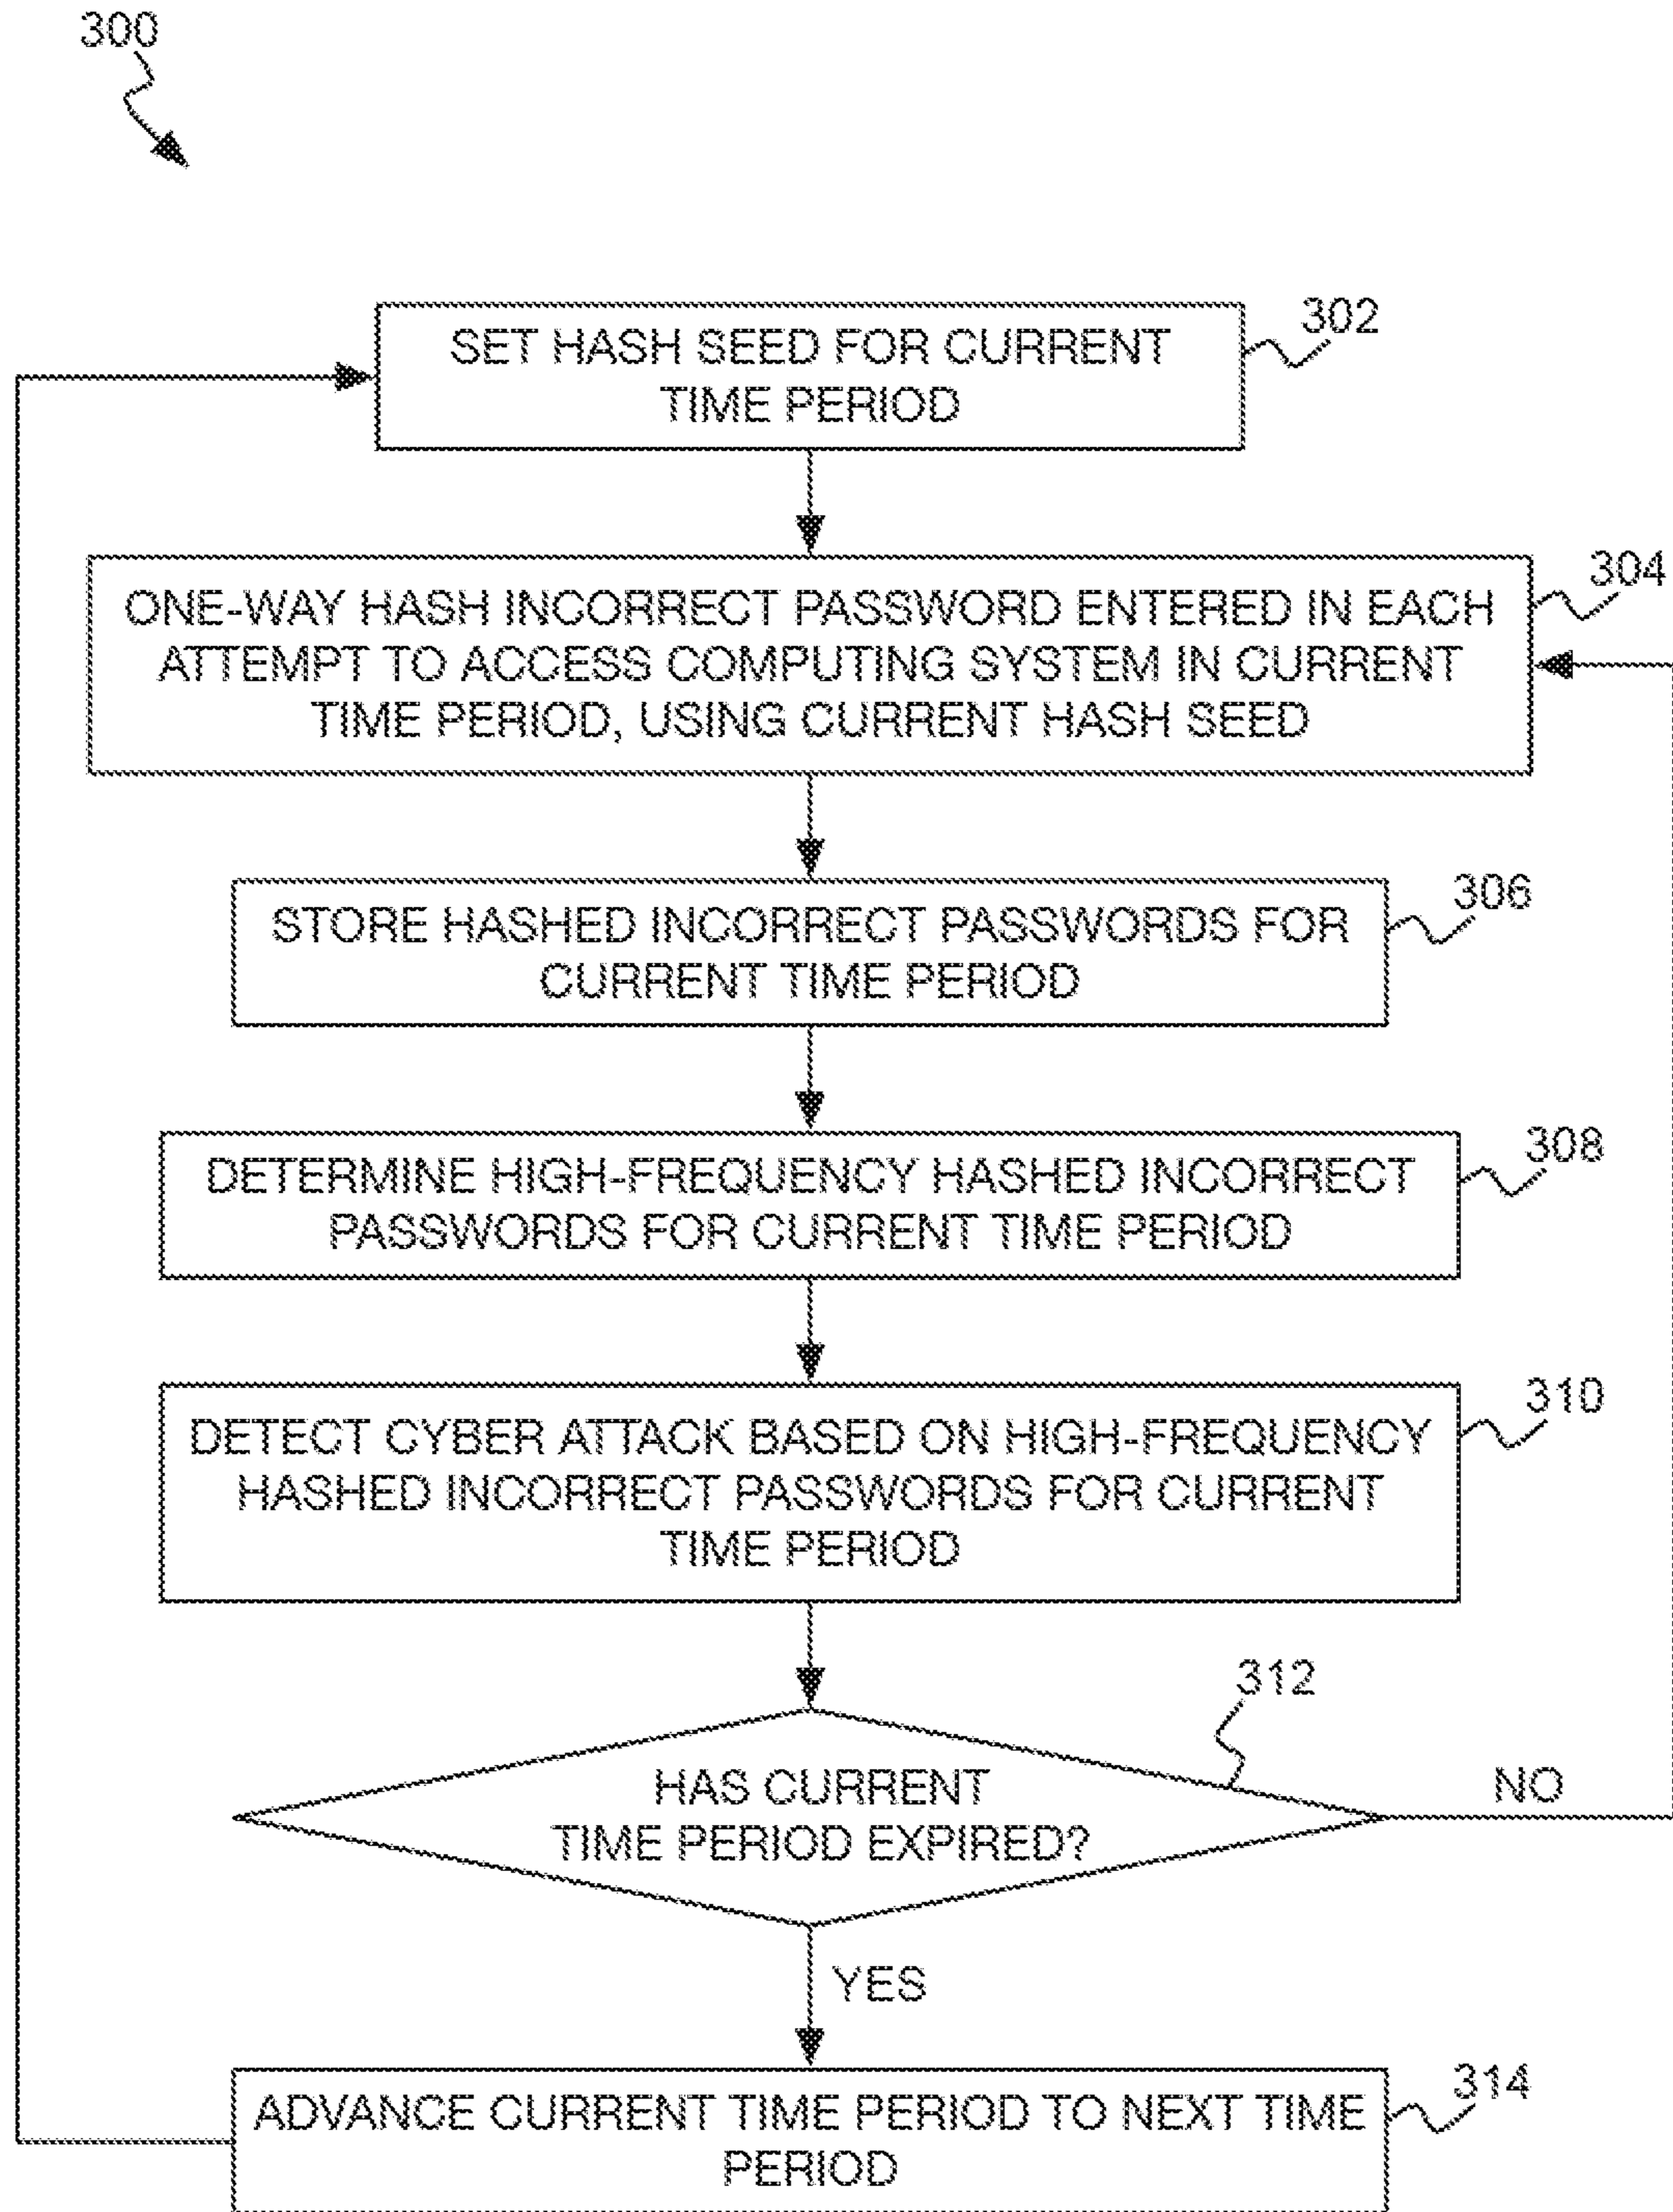 300
SET HASH SEED FOR CURRENT
TIME PERIOD
302
ONE-WAY HASH INCORRECT PASSWORD ENTERED IN EACH
ATTEMPT TO ACCESS COMPUTING SYSTEM IN CURRENT
TIME PERIOD, USING CURRENT HASH SEED
304
STORE HASHED INCORRECT PASSWORDS FOR
CURRENT TIME PERIOD
306
DETERMINE HIGH-FREQUENCY HASHED INCORRECT
PASSWORDS FOR CURRENT TIME PERIOD
308
DETECT CYBER ATTACK BASED ON HIGH-FREQUENCY
HASHED INCORRECT PASSWORDS FOR CURRENT
TIME PERIOD
310
HAS CURRENT
TIME PERIOD EXPIRED?
312
NO
YES
ADVANCE CURRENT TIME PERIOD TO NEXT TIME
PERIOD
314